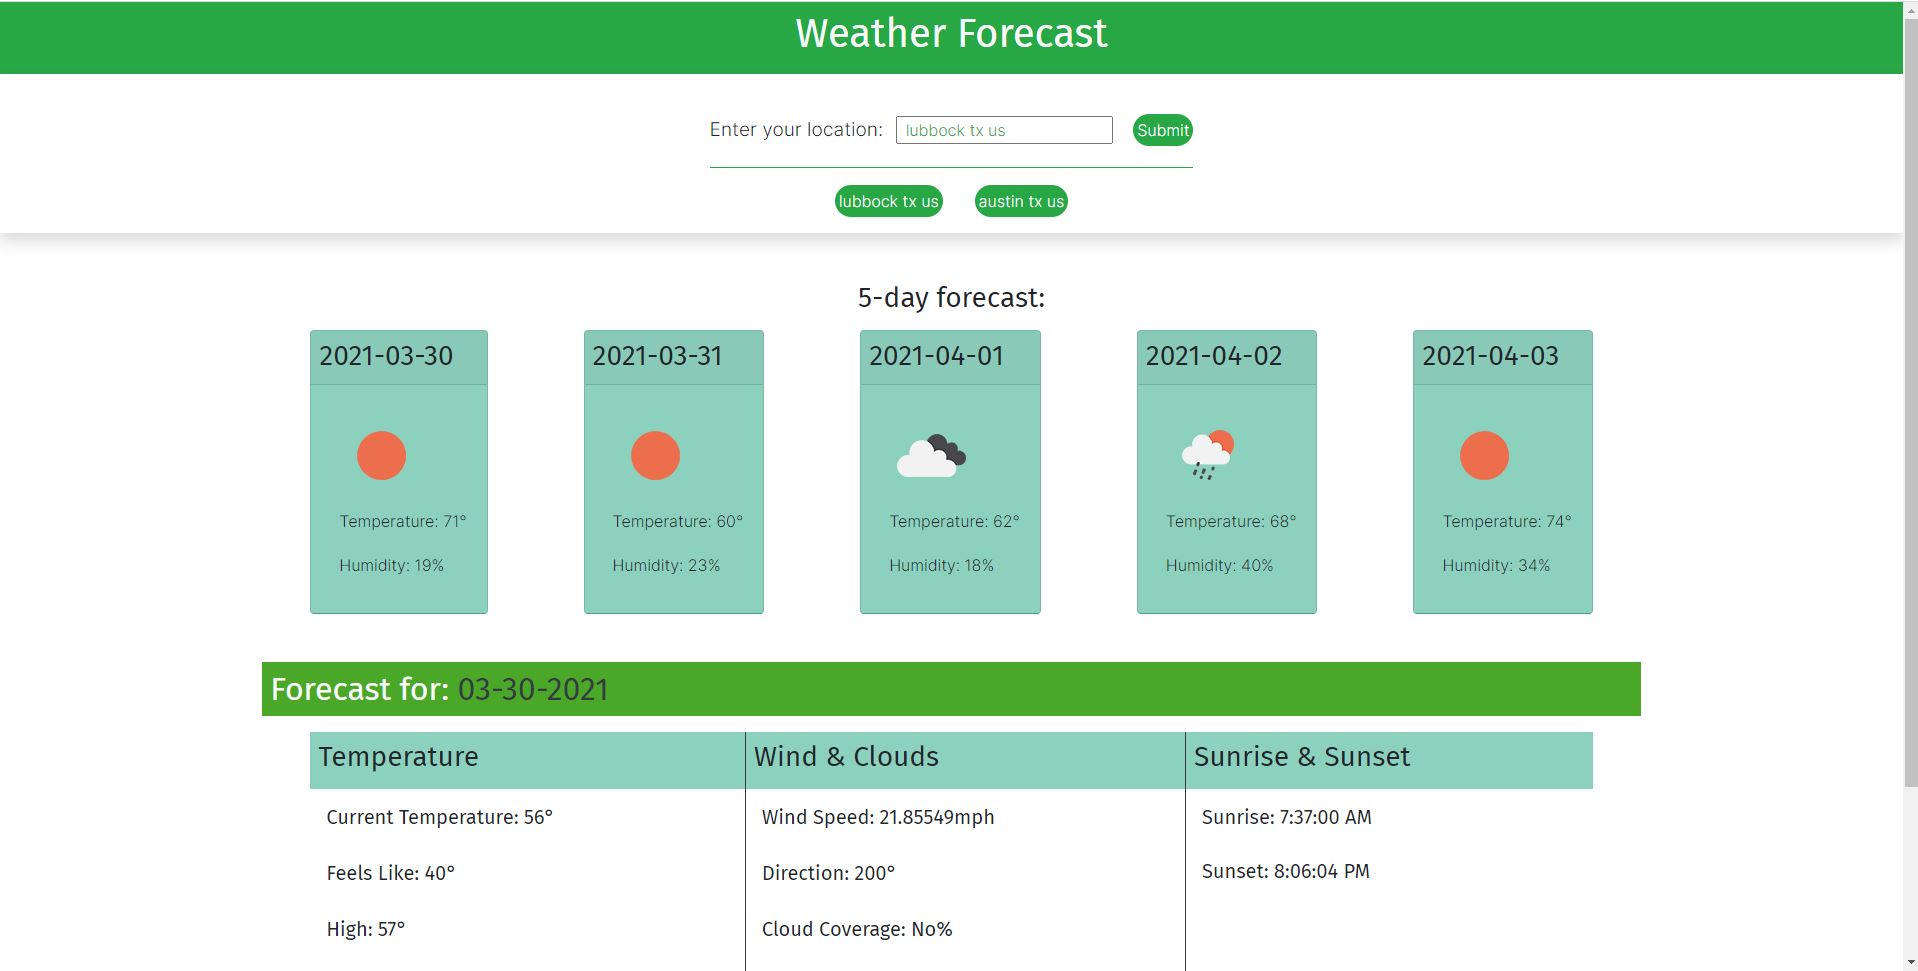 Weather Forecast
Enter your location: lubbock tx us Submit
lubbock tx us austin tx us
5-day forecast:
2021-03-30
Temperature: 71°
Humidity: 19%
2021-03-31
Temperature: 60°
Humidity: 23%
2021-04-01
Temperature: 62°
Humidity: 18%
2021-04-02
Temperature: 68°
Humidity: 40%
2021-04-03
Temperature: 74°
Humidity: 34%
Forecast for: 03-30-2021
Temperature
Current Temperature: 56°
Feels Like: 40°
High: 57°
Wind & Clouds
Wind Speed: 21.85549mph
Direction: 200°
Cloud Coverage: No%
Sunrise & Sunset
Sunrise: 7:37:00 AM
Sunset: 8:06:04 PM